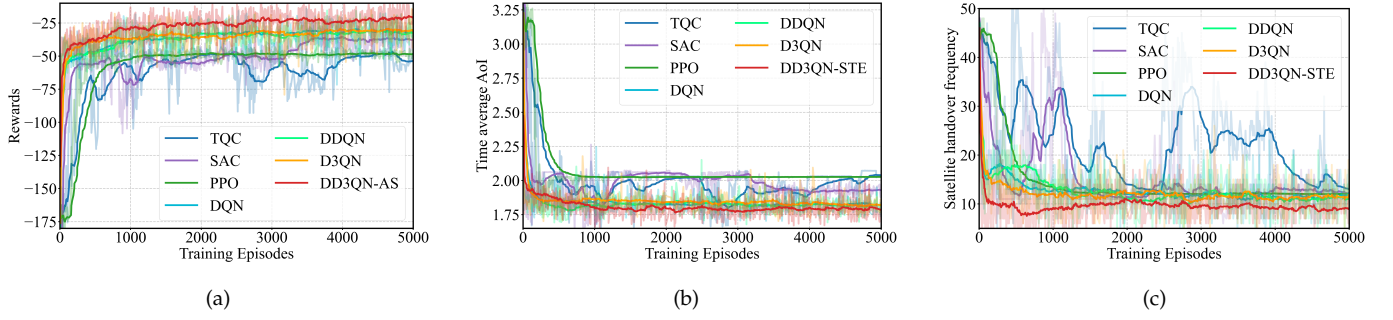 −25
−50
−75
−100
−125
−150
−175
Rewards
0 1000 2000 3000 4000 5000
Training Episodes
TQC DDQN
SAC D3QN
PPO DD3QN-AS
DQN
(a)
3.25
3.00
2.75
2.50
2.25
2.00
1.75
Time average AoI
0 1000 2000 3000 4000 5000
Training Episodes
TQC DDQN
SAC D3QN
PPO DD3QN-STE
DQN
(b)
50
40
30
20
10
Satellite handover frequency
0 1000 2000 3000 4000 5000
Training Episodes
TQC DDQN
SAC D3QN
PPO DD3QN-STE
DQN
(c)